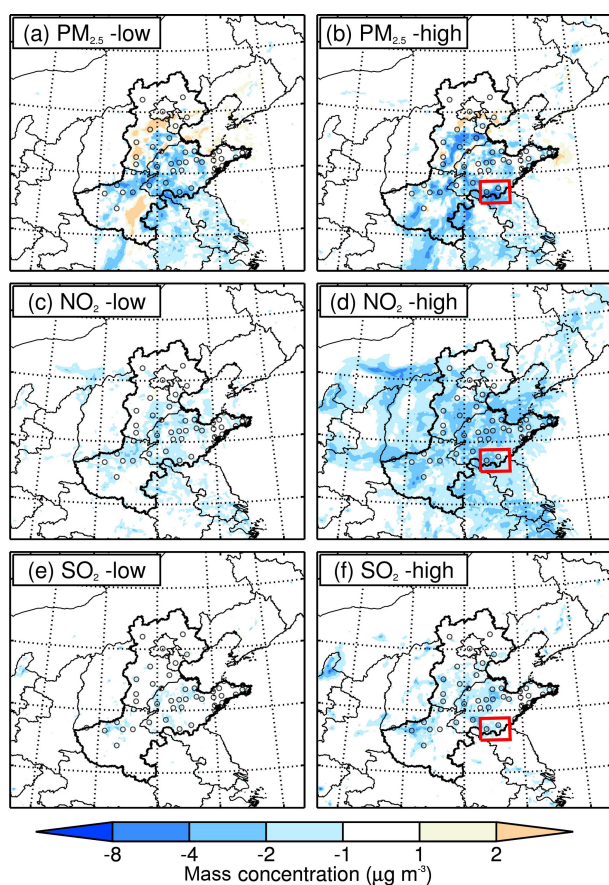 (a) PM₂.₅ -low
(b) PM₂.₅ -high
(c) NO₂ -low
(d) NO₂ -high
(e) SO₂ -low
(f) SO₂ -high
-8 -4 -2 -1 1 2
Mass concentration (μg m⁻³)